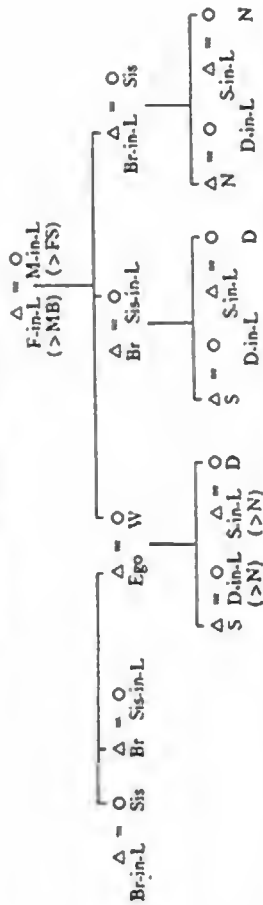 F-in-L M-in-L
(>MB) (>FS)
Br-in-L Sis Br Sis-in-L Ego W Br Sis-in-L Br-in-L Sis
S D-in-L S-in-L D S D-in-L S-in-L D N D-in-L S-in-L N
(>N) (>N)